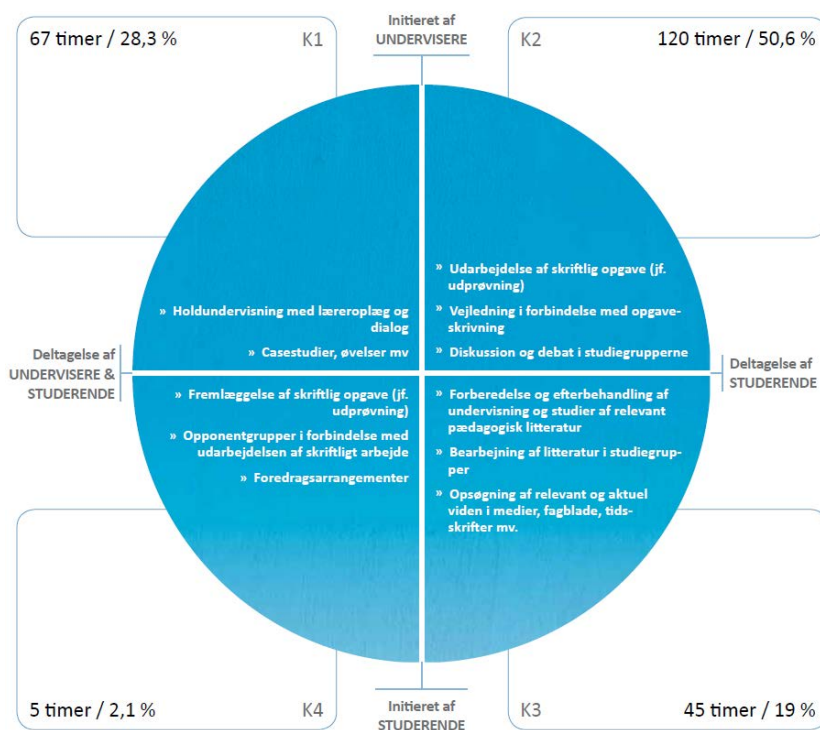 67 timer / 28,3 %
K1
Initieret af
UNDERVISERE
K2
120 timer / 50,6 %
» Holdundervisning med læreroplæg og
dialog
» Casestudier, øvelser mv
» Udarbejdelse af skriftlig opgave (jf.
udprøvning)
» Vejledning i forbindelse med opgave-
skrivning
» Diskussion og debat i studiegrupperne
Deltagelse af
UNDERVISERE &
STUDERENDE
Deltagelse af
STUDERENDE
» Fremlæggelse af skriftlig opgave (jf.
udprøvning)
» Opponentgrupper i forbindelse med
udarbejdelsen af skriftligt arbejde
» Foredragsarrangementer
» Forberedelse og efterbehandling af
undervisning og studier af relevant
pædagogisk litteratur
» Bearbejning af litteratur i studiegrup-
per
» Opsøgning af relevant og aktuel
viden i medier, fagblade, tids-
skrifter mv.
5 timer / 2,1 %
K4
Initieret af
STUDERENDE
K3
45 timer / 19 %